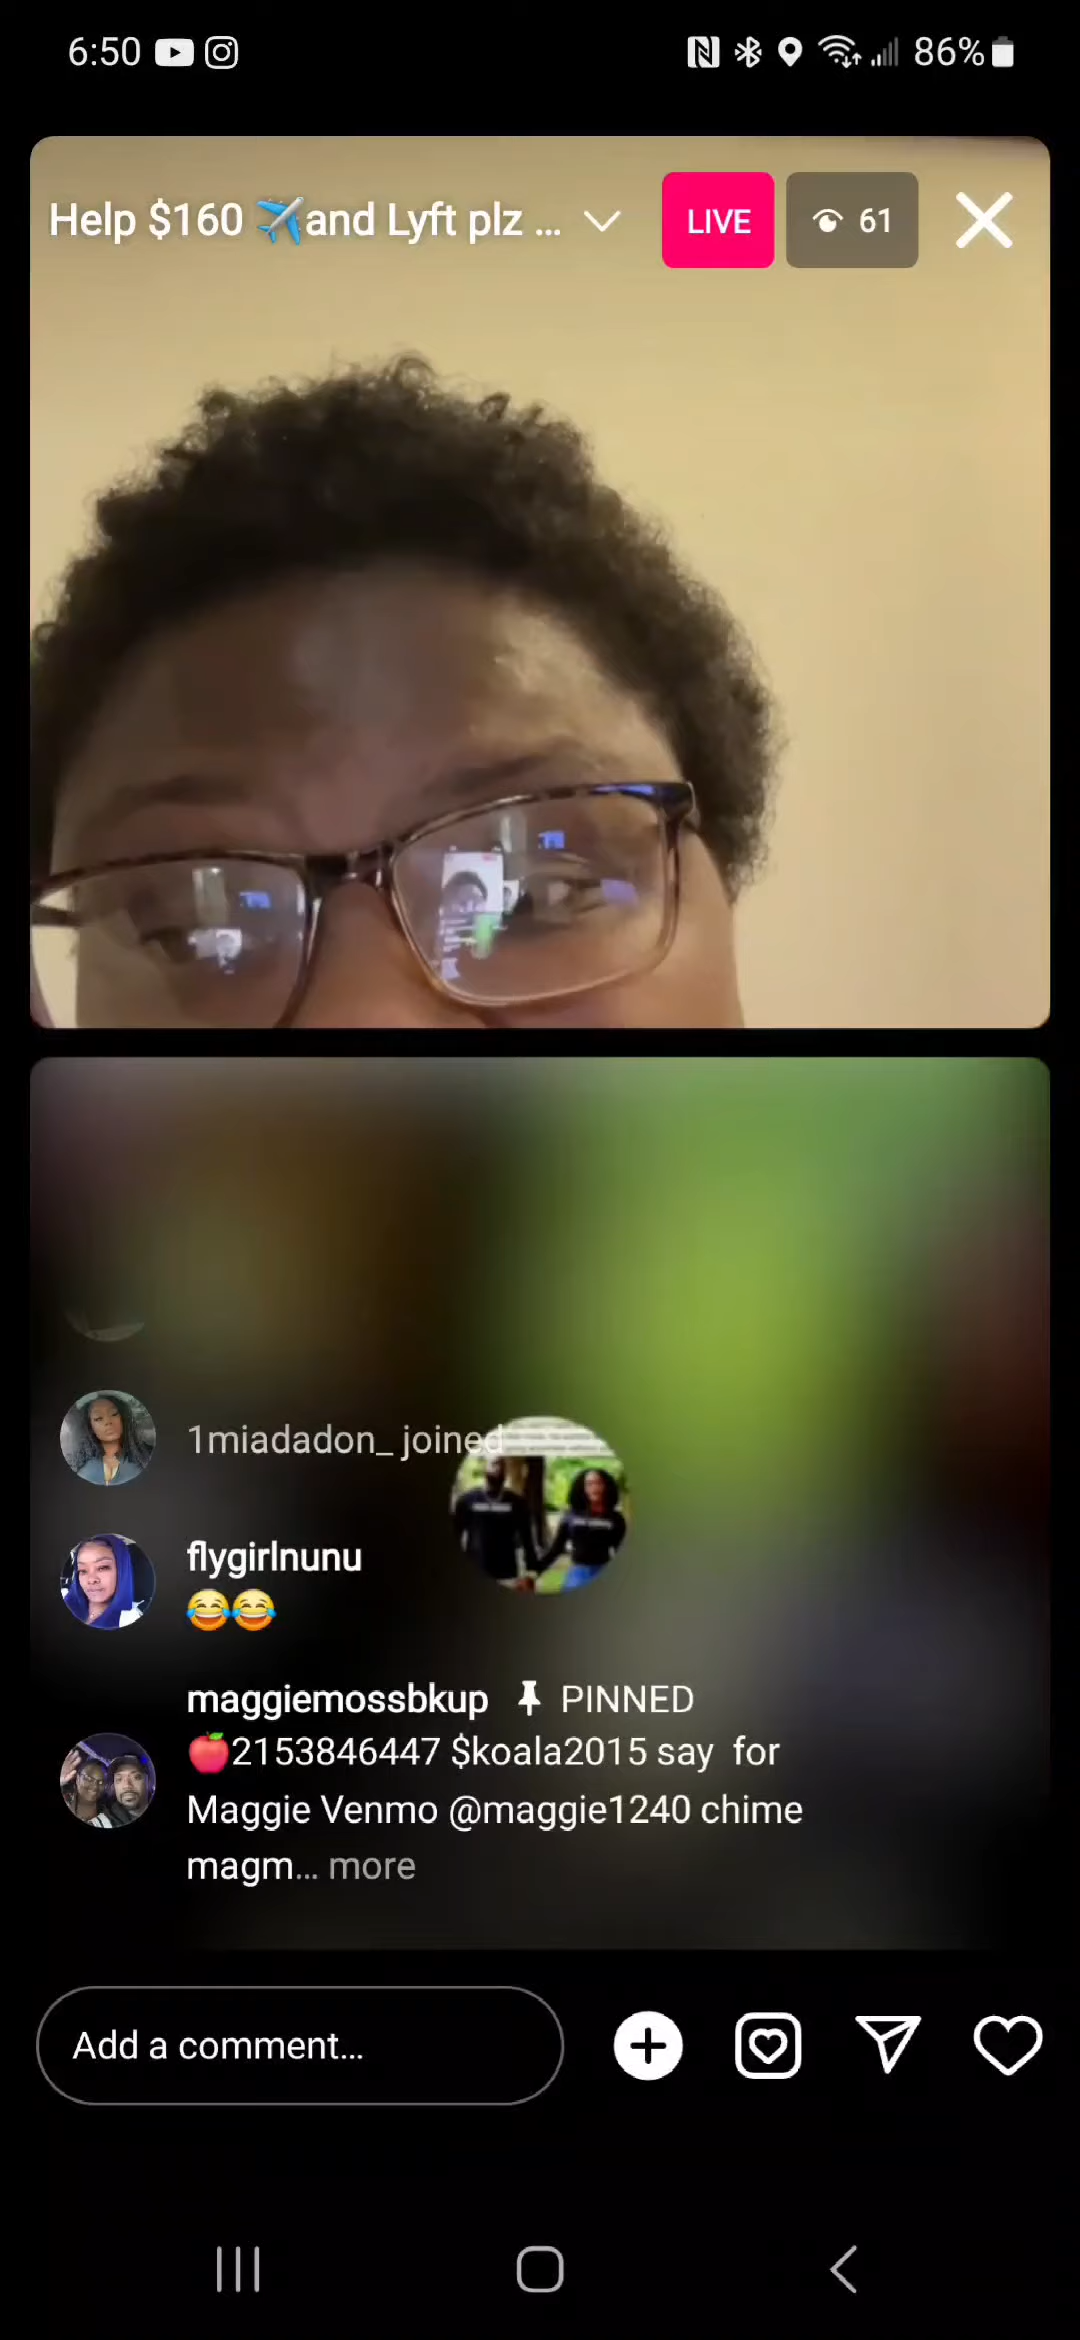 6:50 86%
Help $160 ✈️and Lyft plz ... LIVE 61
1miadadon_ joined
flygirlnunu
😂😂
maggiemossbkup 📌 PINNED
🍎2153846447 $koala2015 say for
Maggie Venmo @maggie1240 chime
magm... more
Add a comment...